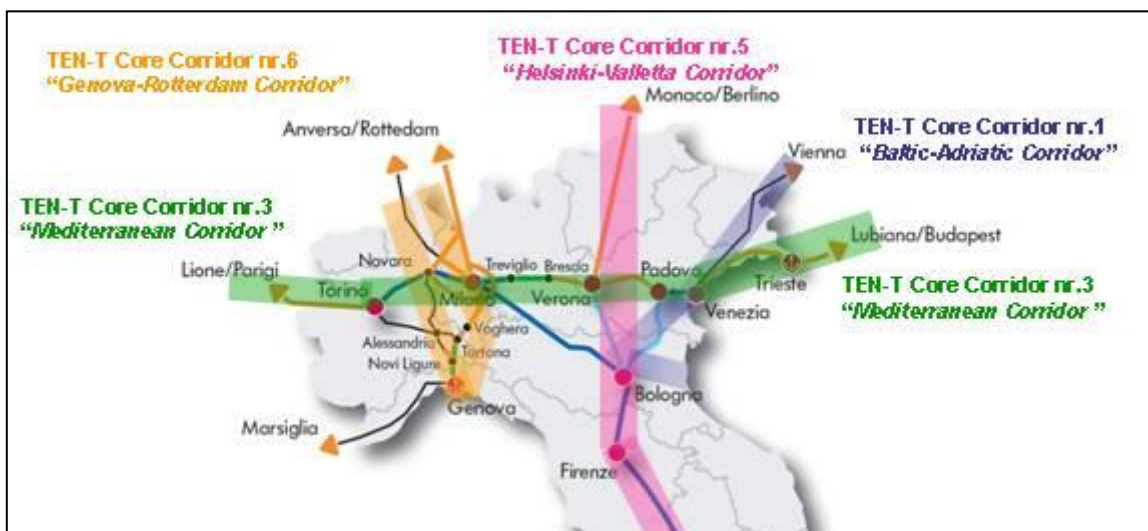 TEN-T Core Corridor nr.6
"Genova-Rotterdam Corridor"
TEN-T Core Corridor nr.5
"Helsinki-Valletta Corridor"
Monaco/Berlino
Anversa/Rottedam
TEN-T Core Corridor nr.1
"Baltic-Adriatic Corridor"
Vienna
TEN-T Core Corridor nr.3
"Mediterranean Corridor "
Lione/Parigi
Lubiana/Budapest
Novara
Treviglio
Brescia
Padova
Torino
Milano
Verona
Trieste
Venezia
TEN-T Core Corridor nr.3
"Mediterranean Corridor "
Voghera
Alessandria
Tortona
Novi Ligure
Genova
Bologna
Marsiglia
Firenze